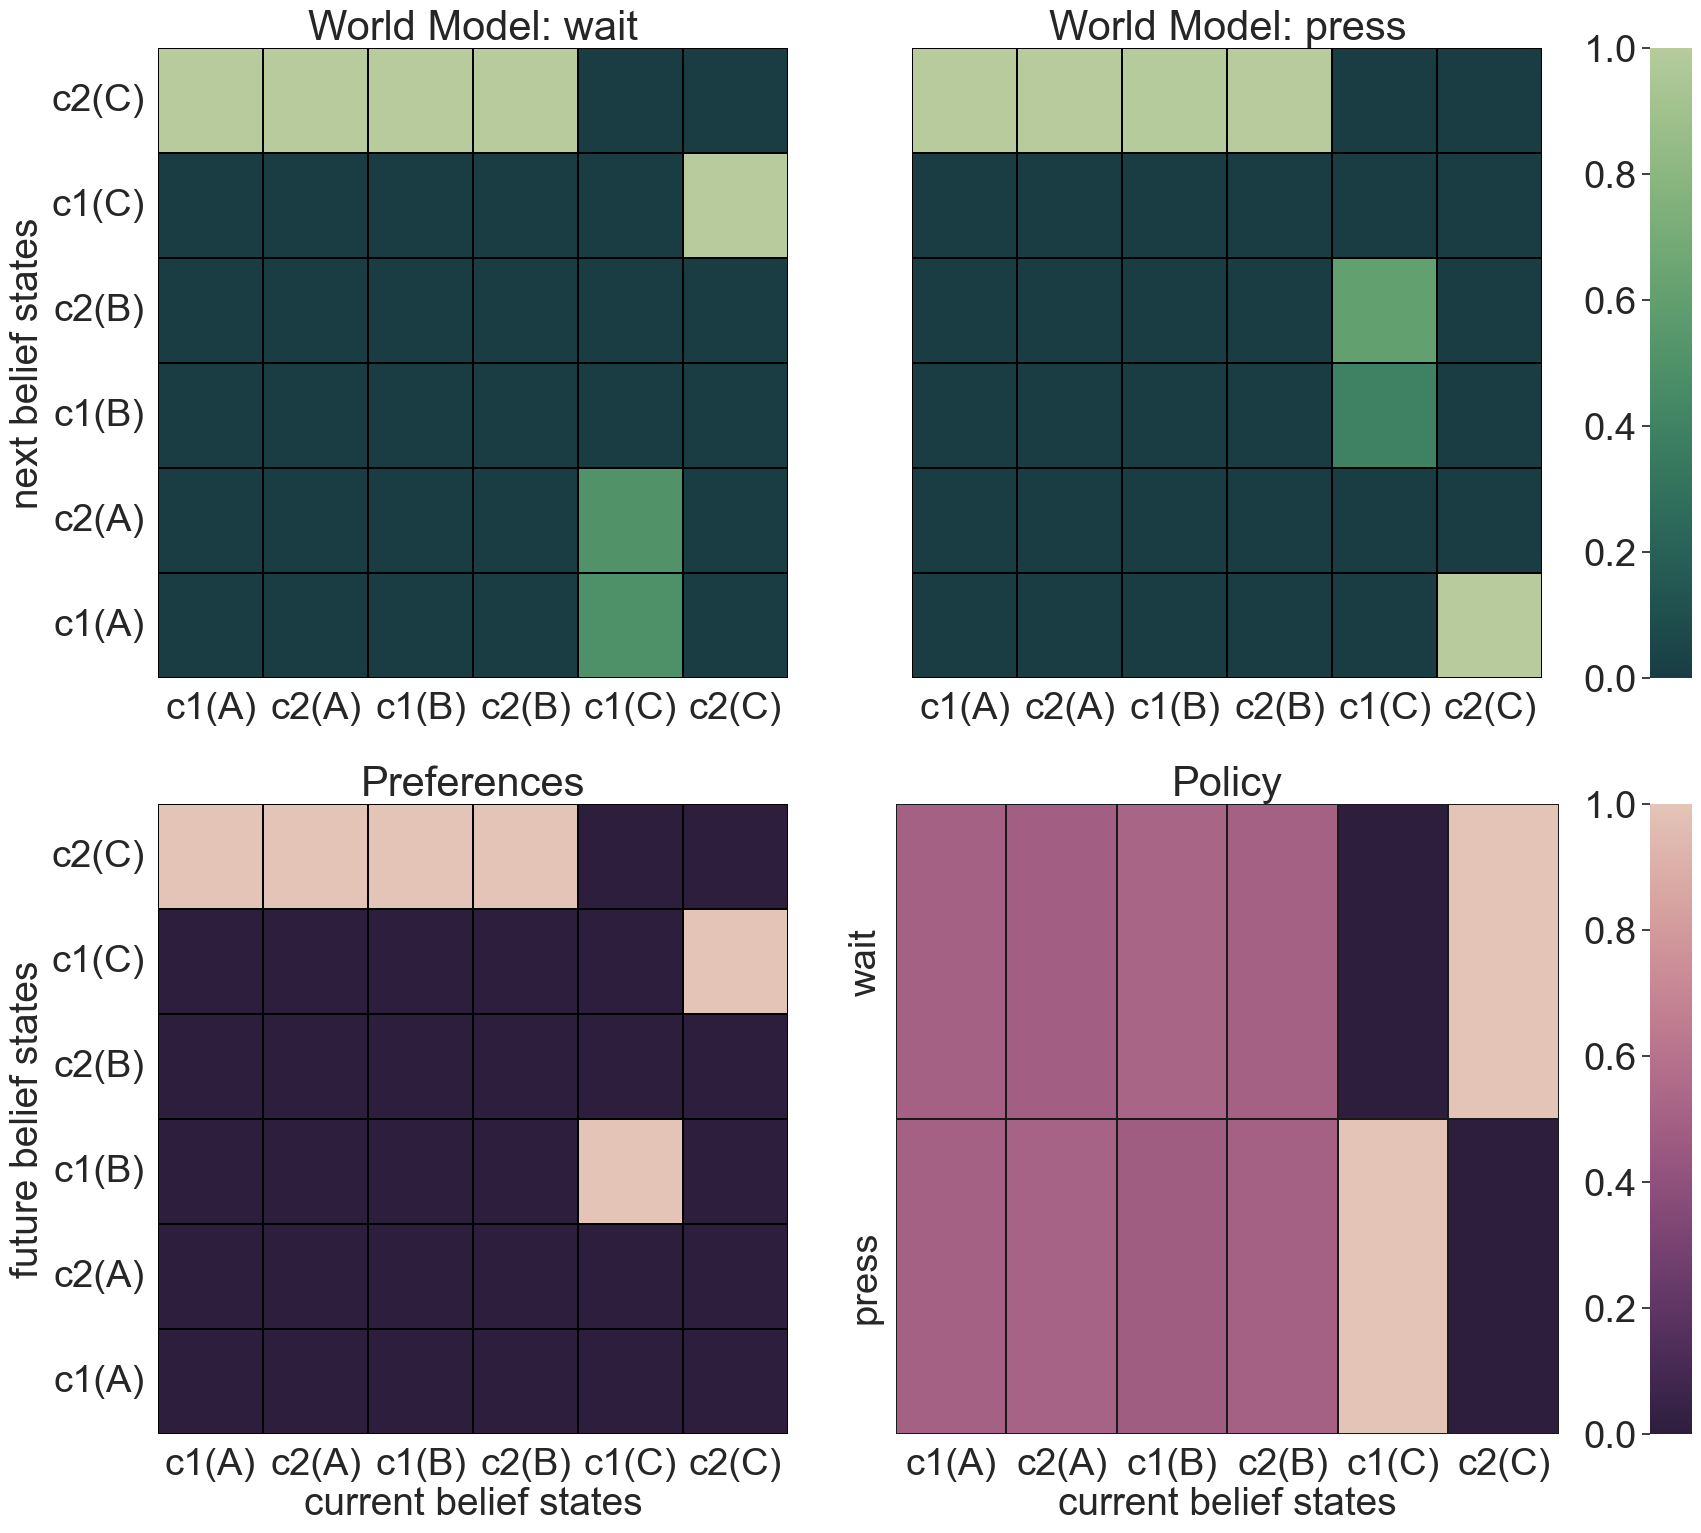 World Model: wait
World Model: press
c2(C)
c1(C)
c2(B)
c1(B)
c2(A)
c1(A)
next belief states
c1(A) c2(A) c1(B) c2(B) c1(C) c2(C)
c1(A) c2(A) c1(B) c2(B) c1(C) c2(C)
1.0
0.8
0.6
0.4
0.2
0.0
Preferences
Policy
c2(C)
c1(C)
c2(B)
c1(B)
c2(A)
c1(A)
future belief states
c1(A) c2(A) c1(B) c2(B) c1(C) c2(C)
current belief states
wait
press
c1(A) c2(A) c1(B) c2(B) c1(C) c2(C)
current belief states
1.0
0.8
0.6
0.4
0.2
0.0